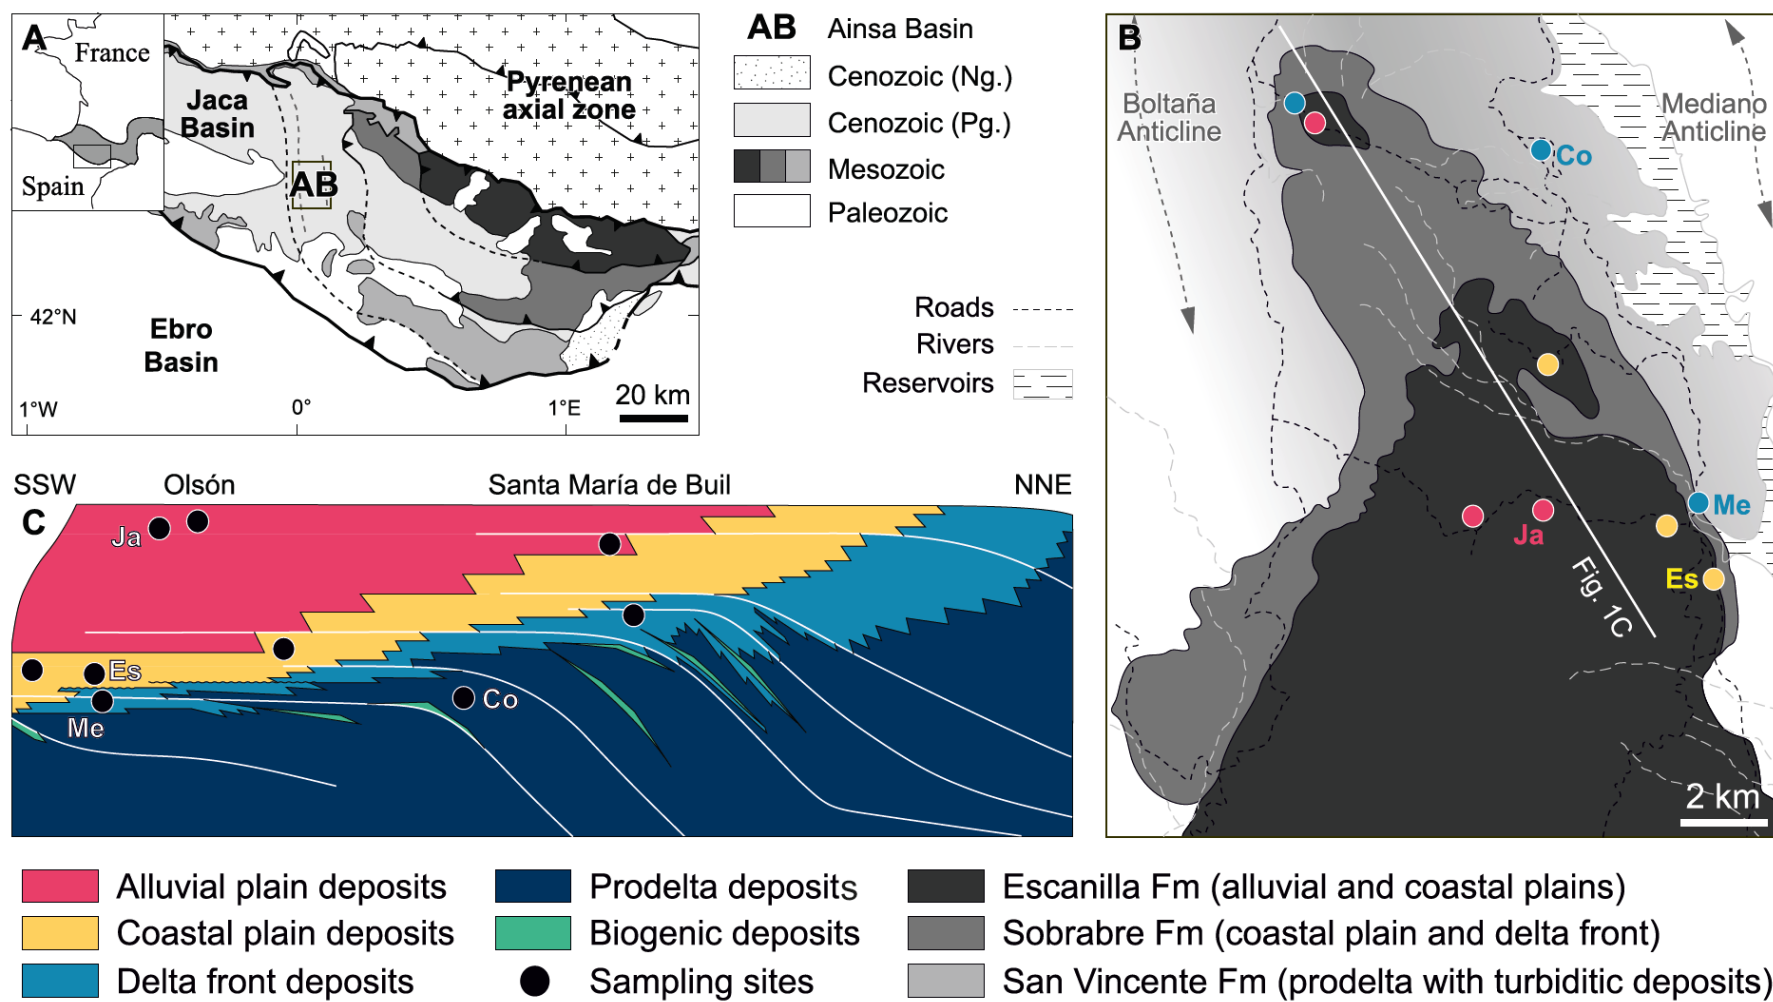 A
France
Spain
Jaca
Basin
Pyrenean
axial zone
AB
42°N
Ebro
Basin
20 km
1°W
0°
1°E
AB
Ainsa Basin
Cenozoic (Ng.)
Cenozoic (Pg.)
Mesozoic
Paleozoic
Roads
Rivers
Reservoirs
B
Boltaña
Anticline
Mediano
Anticline
Co
Me
Ja
Es
Fig. 1C
2 km
SSW
Olsón
Santa María de Buil
NNE
C
Ja
Es
Me
Co
Alluvial plain deposits
Coastal plain deposits
Delta front deposits
Prodelta deposits
Biogenic deposits
Sampling sites
Escanilla Fm (alluvial and coastal plains)
Sobrabre Fm (coastal plain and delta front)
San Vincente Fm (prodelta with turbiditic deposits)